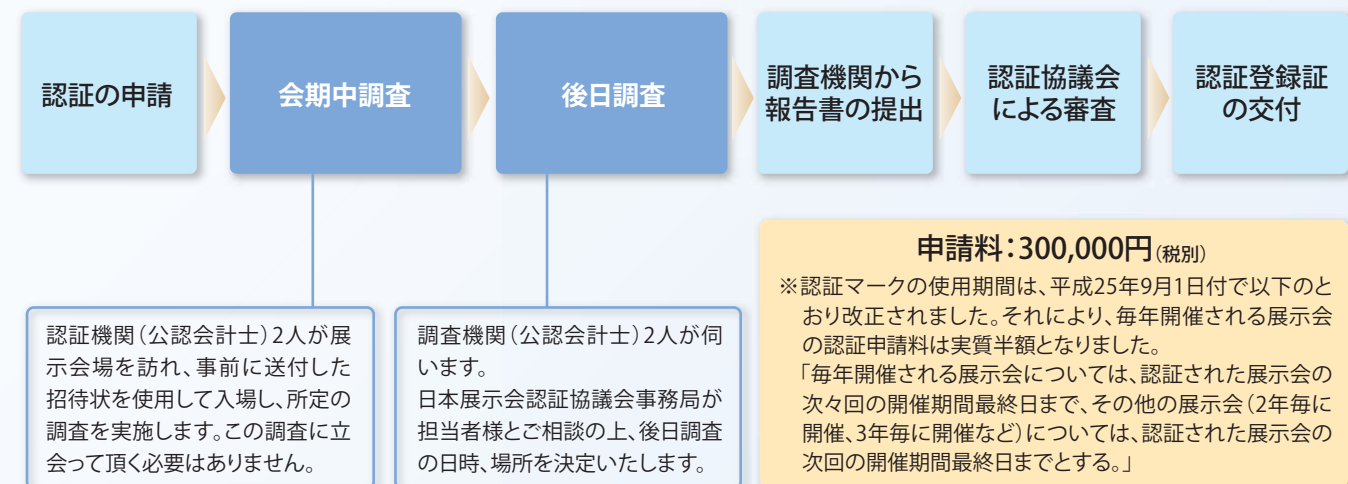 認証の申請
会期中調査
後日調査
調査機関から
報告書の提出
認証協議会
による審査
認証登録証
の交付
認証機関（公認会計士）2人が展
示会場を訪れ、事前に送付した
招待状を使用して入場し、所定の
調査を実施します。この調査に立
会って頂く必要はありません。
調査機関（公認会計士）2人が伺
います。
日本展示会認証協議会事務局が
担当者様とご相談の上、後日調査
の日時、場所を決定いたします。
申請料：300,000円（税別）
※認証マークの使用期間は、平成25年9月1日付で以下のと
おり改正されました。それにより、毎年開催される展示会
の認証申請料は実質半額となりました。
「毎年開催される展示会については、認証された展示会の
次々回の開催期間最終日まで、その他の展示会（2年毎に
開催、3年毎に開催など）については、認証された展示会の
次回の開催期間最終日までとする。」